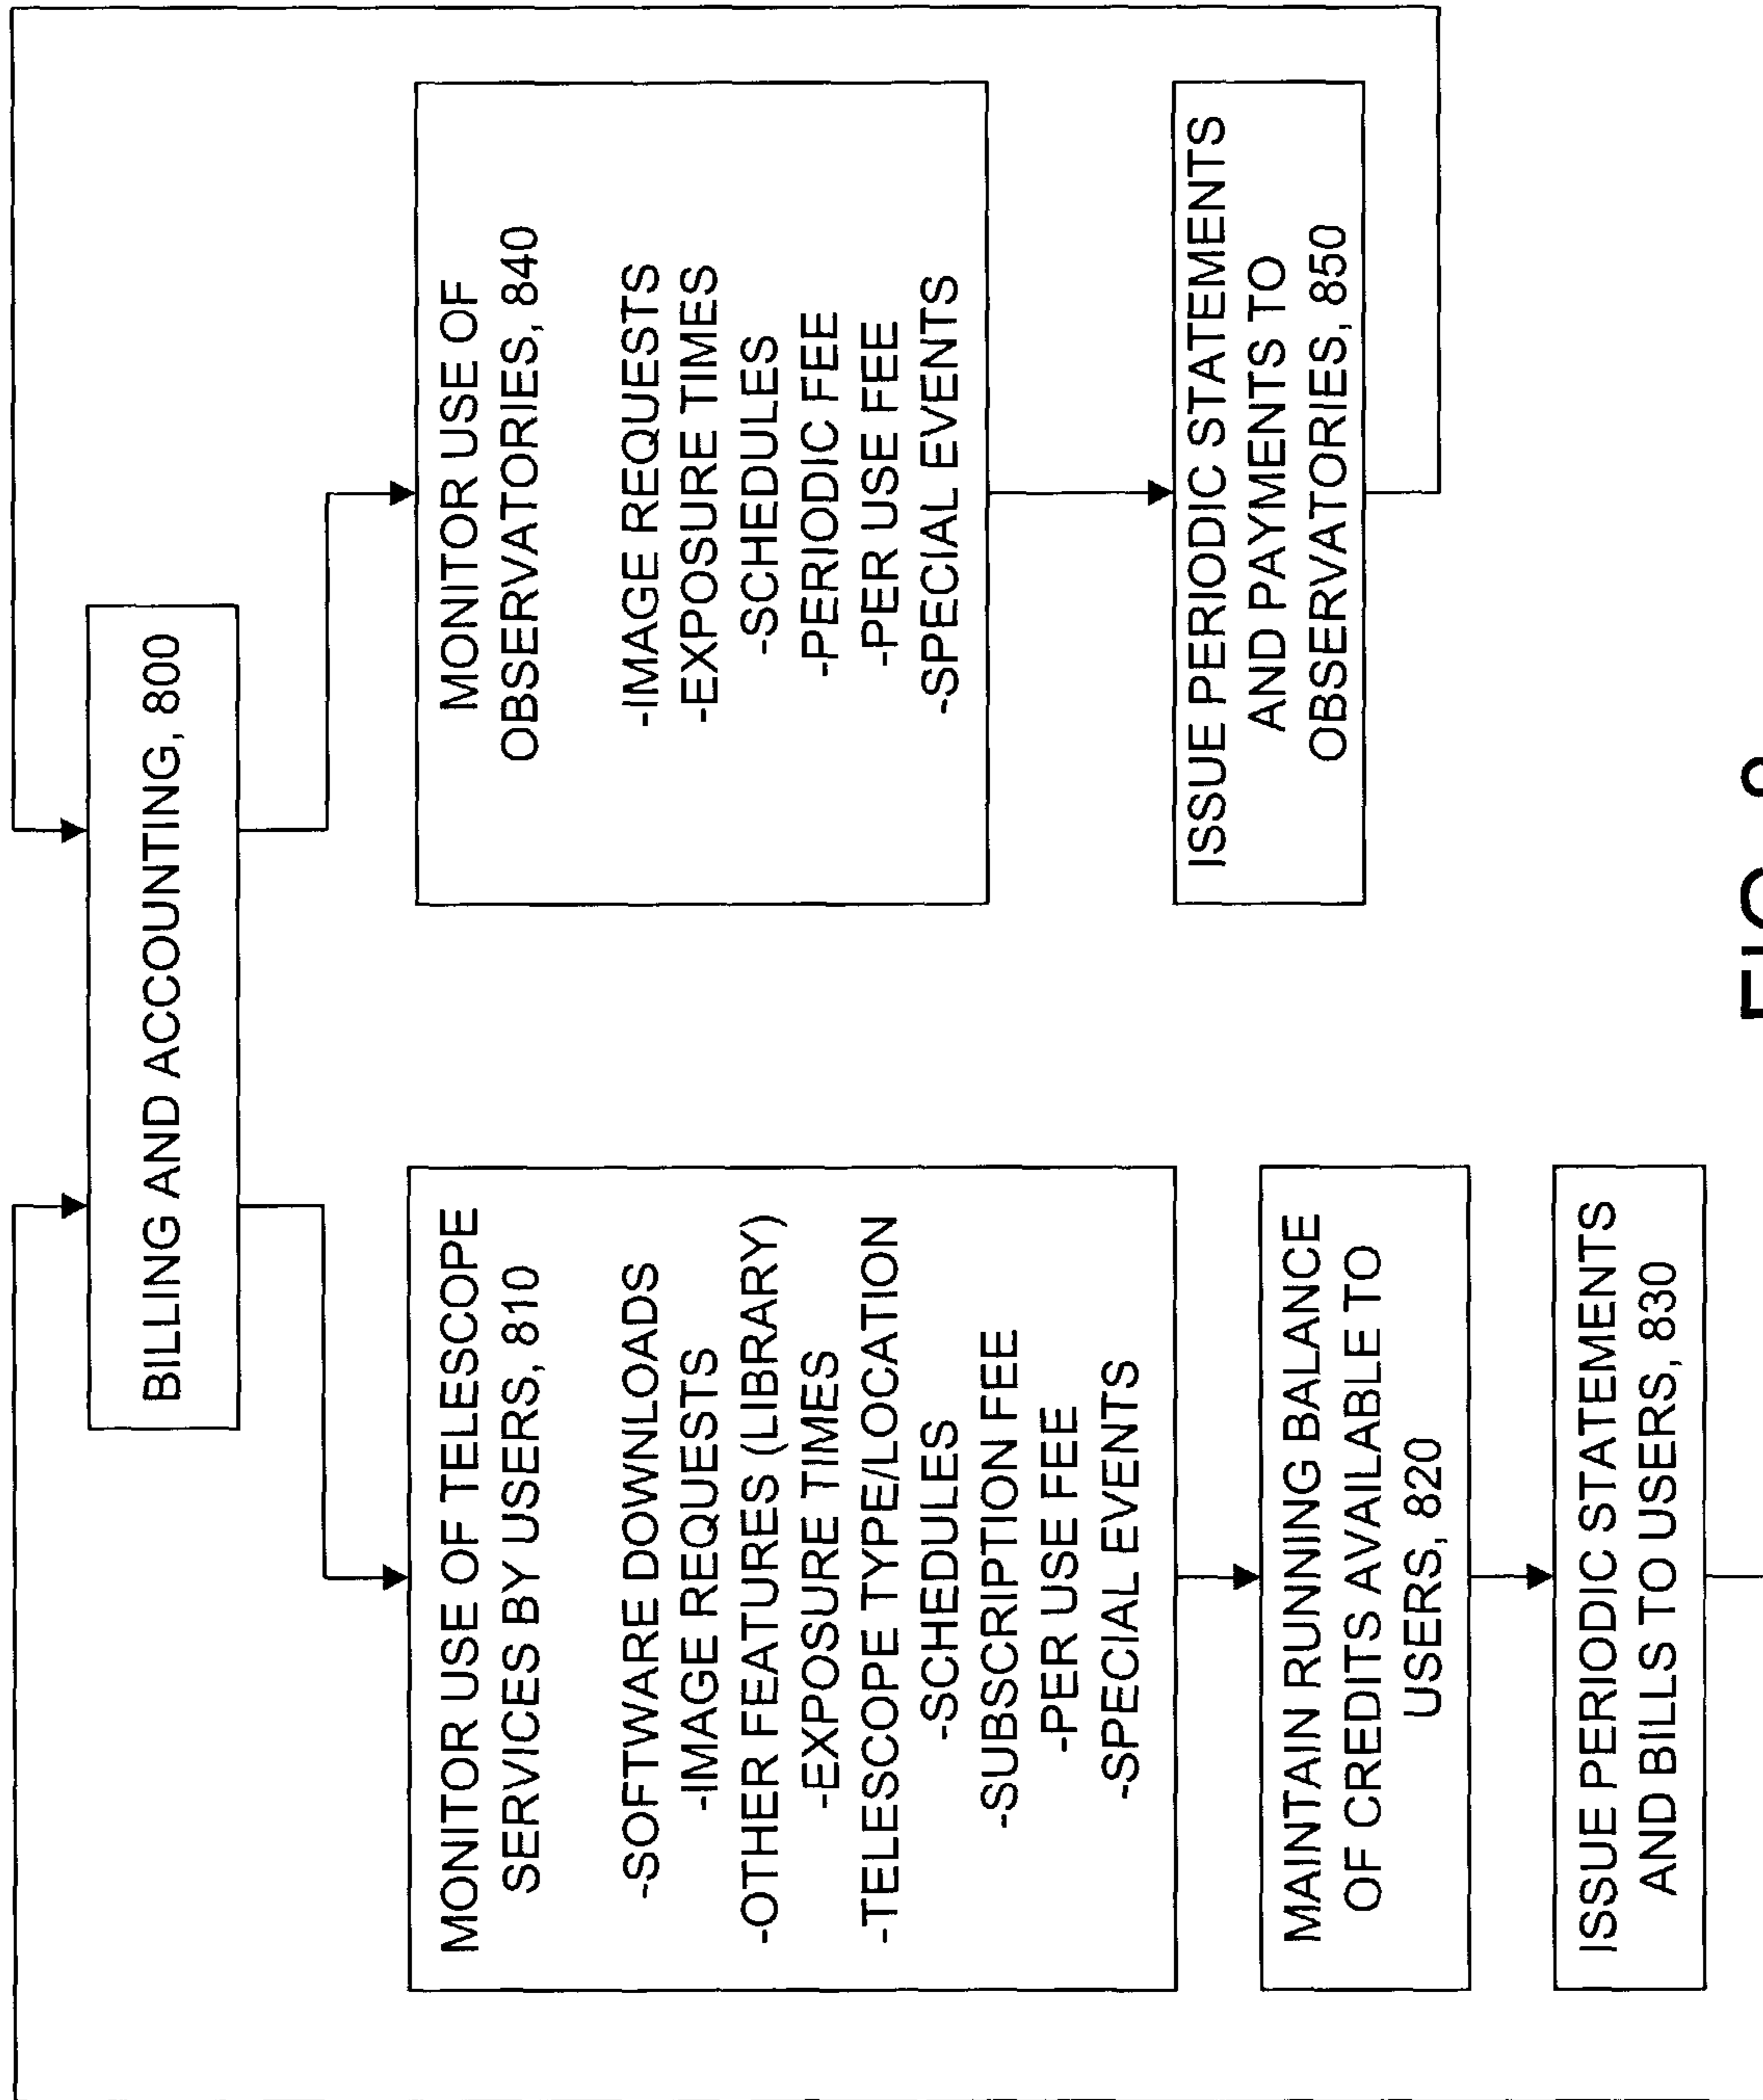 BILLING AND ACCOUNTING, 800
MONITOR USE OF TELESCOPE
SERVICES BY USERS, 810
-SOFTWARE DOWNLOADS
-IMAGE REQUESTS
-OTHER FEATURES (LIBRARY)
-EXPOSURE TIMES
-TELESCOPE TYPE/LOCATION
-SCHEDULES
-SUBSCRIPTION FEE
-PER USE FEE
-SPECIAL EVENTS
MAINTAIN RUNNING BALANCE
OF CREDITS AVAILABLE TO
USERS, 820
ISSUE PERIODIC STATEMENTS
AND BILLS TO USERS, 830
MONITOR USE OF
OBSERVATORIES, 840
-IMAGE REQUESTS
-EXPOSURE TIMES
-SCHEDULES
-PERIODIC FEE
-PER USE FEE
-SPECIAL EVENTS
ISSUE PERIODIC STATEMENTS
AND PAYMENTS TO
OBSERVATORIES, 850